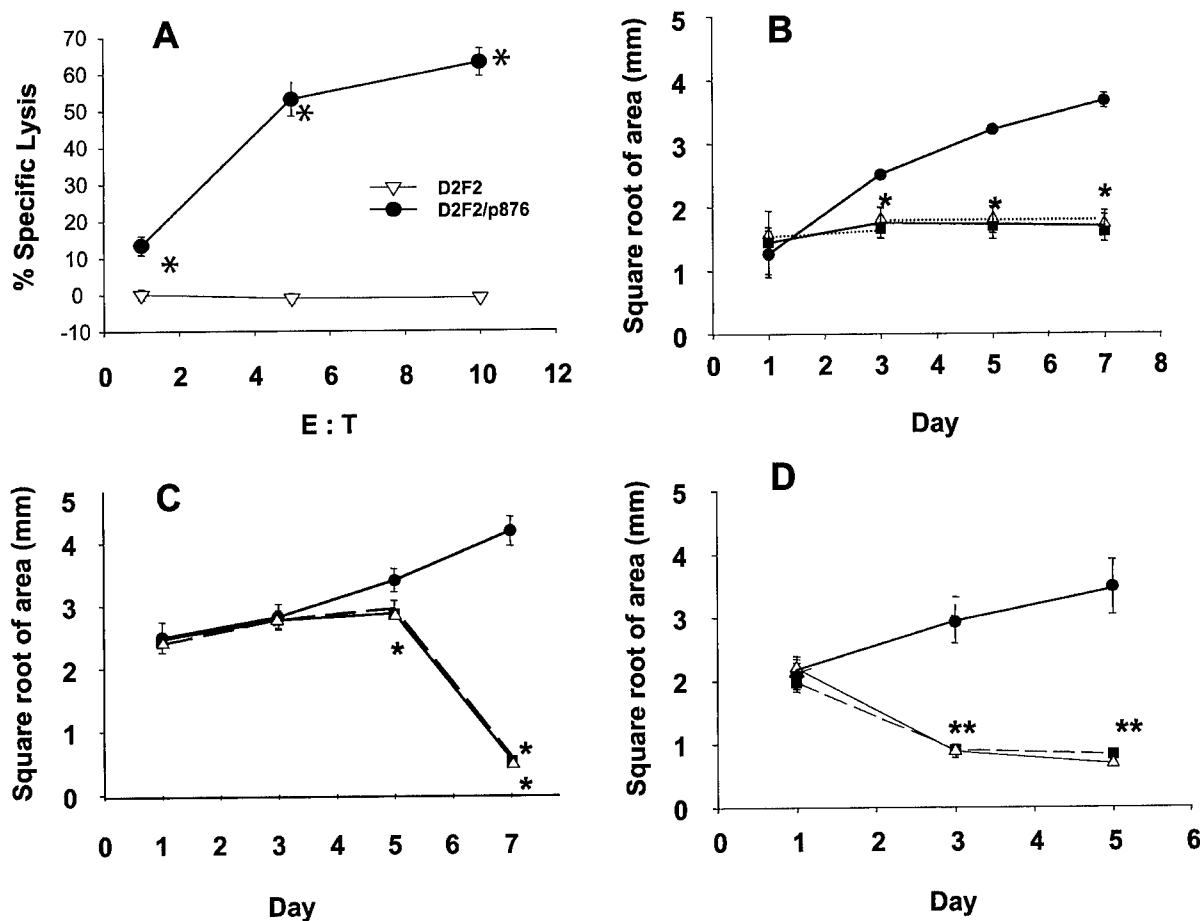 A
% Specific Lysis
70
60
50
40
30
20
10
0
-10
*
*
*
D2F2
D2F2/p876
0 2 4 6 8 10 12
E : T
B
Square root of area (mm)
5
4
3
2
1
0
* * *
0 1 2 3 4 5 6 7 8
Day
C
Square root of area (mm)
5
4
3
2
1
0
*
*
*
0 1 2 3 4 5 6 7
Day
D
Square root of area (mm)
5
4
3
2
1
0
** **
0 1 2 3 4 5 6
Day